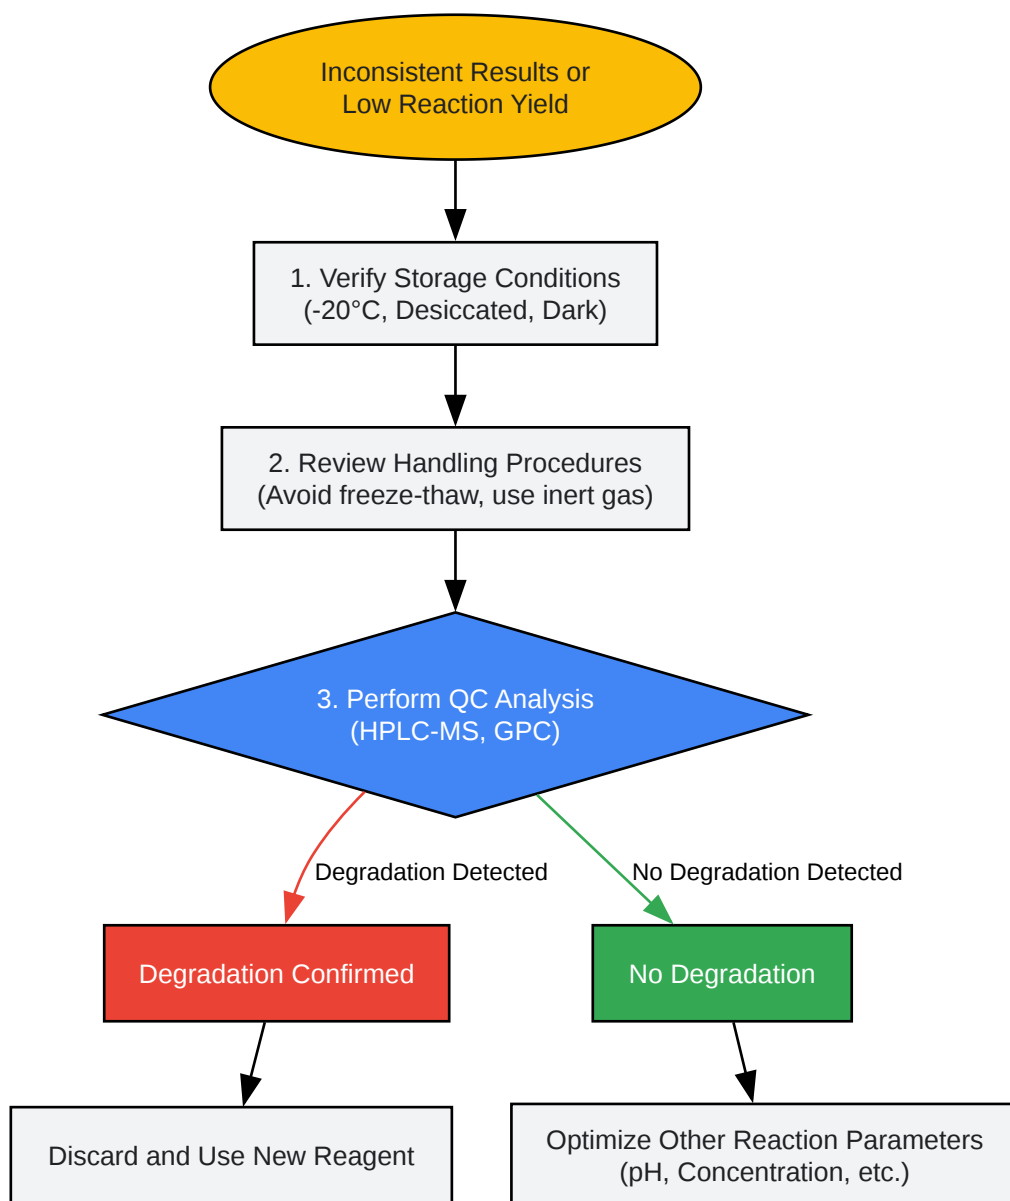 Inconsistent Results or
Low Reaction Yield
1. Verify Storage Conditions
(-20°C, Desiccated, Dark)
2. Review Handling Procedures
(Avoid freeze-thaw, use inert gas)
3. Perform QC Analysis
(HPLC-MS, GPC)
Degradation Detected
No Degradation Detected
Degradation Confirmed
No Degradation
Discard and Use New Reagent
Optimize Other Reaction Parameters
(pH, Concentration, etc.)